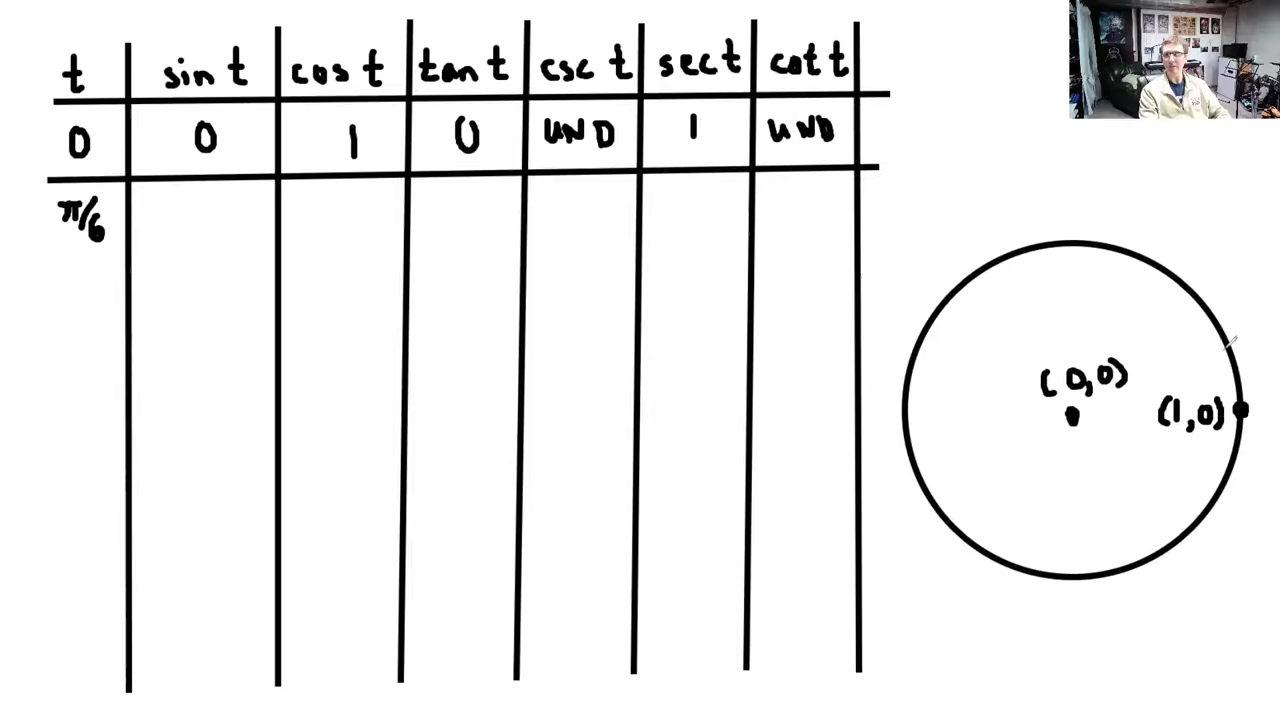 t sin t cos t tan t csc t sec t cot t
0 0 1 0 UND 1 UND
π/6
(0,0)
(1,0)